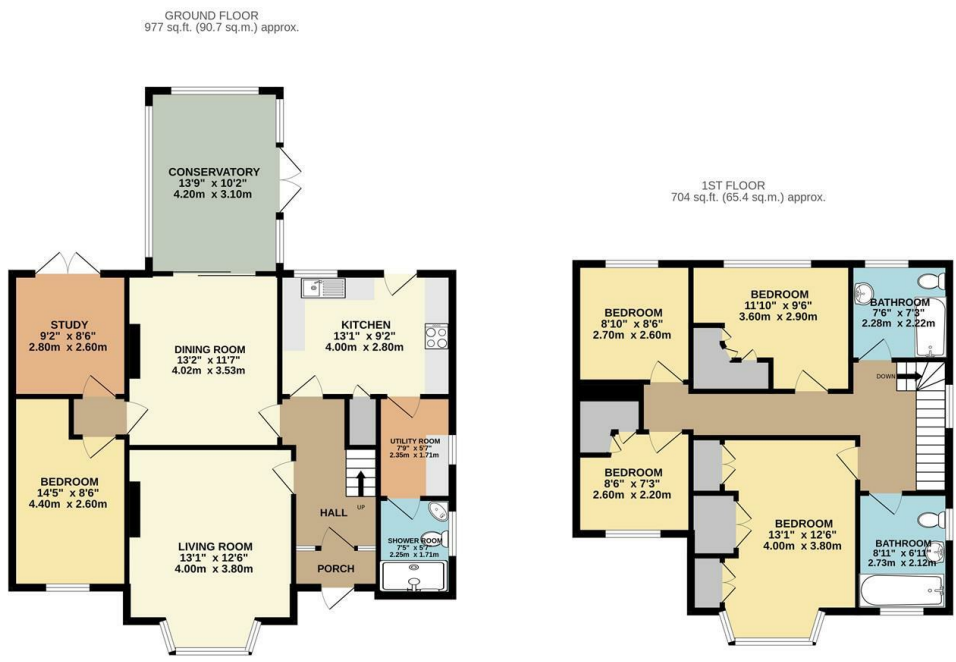 GROUND FLOOR
977 sq.ft. (90.7 sq.m.) approx.
CONSERVATORY
13'9" x 10'2"
4.20m x 3.10m
STUDY
9'2" x 8'6"
2.80m x 2.60m
DINING ROOM
13'2" x 11'7"
4.02m x 3.53m
KITCHEN
13'1" x 9'2"
4.00m x 2.80m
UTILITY ROOM
7'9" x 5'7"
2.35m x 1.71m
BEDROOM
14'5" x 8'6"
4.40m x 2.60m
UP
HALL
SHOWER ROOM
7'5" x 5'7"
2.25m x 1.71m
LIVING ROOM
13'1" x 12'6"
4.00m x 3.80m
PORCH
1ST FLOOR
704 sq.ft. (65.4 sq.m.) approx.
BEDROOM
8'10" x 8'6"
2.70m x 2.60m
BEDROOM
11'10" x 9'6"
3.60m x 2.90m
BATHROOM
7'6" x 7'3"
2.28m x 2.22m
DOWN
BEDROOM
8'6" x 7'3"
2.60m x 2.20m
BEDROOM
13'1" x 12'6"
4.00m x 3.80m
BATHROOM
8'11" x 6'11"
2.73m x 2.12m